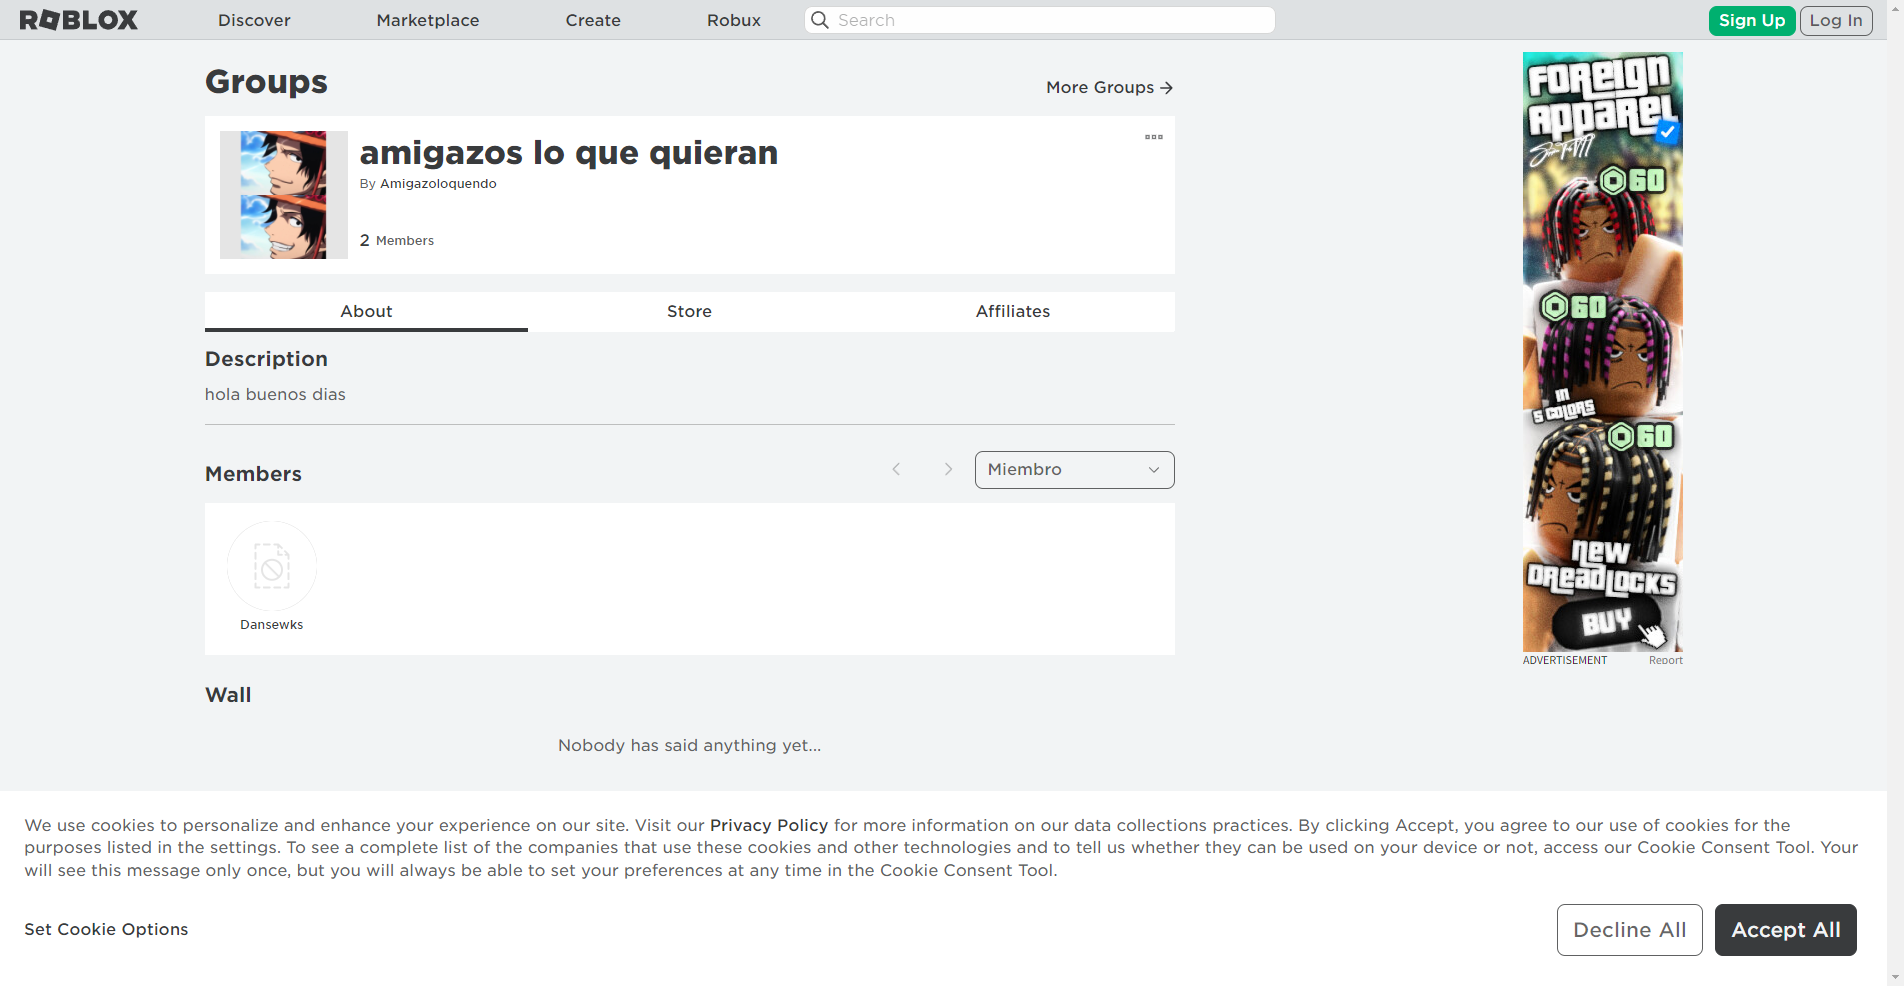 ROBLOX
Discover
Marketplace
Create
Robux
Search
Sign Up
Log In
Groups
More Groups
amigazos lo que quieran
By Amigazoloquendo
2 Members
About
Store
Affiliates
Description
hola buenos dias
Members
Miembro
Dansewks
Wall
Nobody has said anything yet...
FOREIGN
APPAREL
60
60
IN
5 COLORS
60
NEW
DREADLOCKS
BUY
ADVERTISEMENT
Report
We use cookies to personalize and enhance your experience on our site. Visit our Privacy Policy for more information on our data collections practices. By clicking Accept, you agree to our use of cookies for the
purposes listed in the settings. To see a complete list of the companies that use these cookies and other technologies and to tell us whether they can be used on your device or not, access our Cookie Consent Tool. Your
will see this message only once, but you will always be able to set your preferences at any time in the Cookie Consent Tool.
Set Cookie Options
Decline All
Accept All